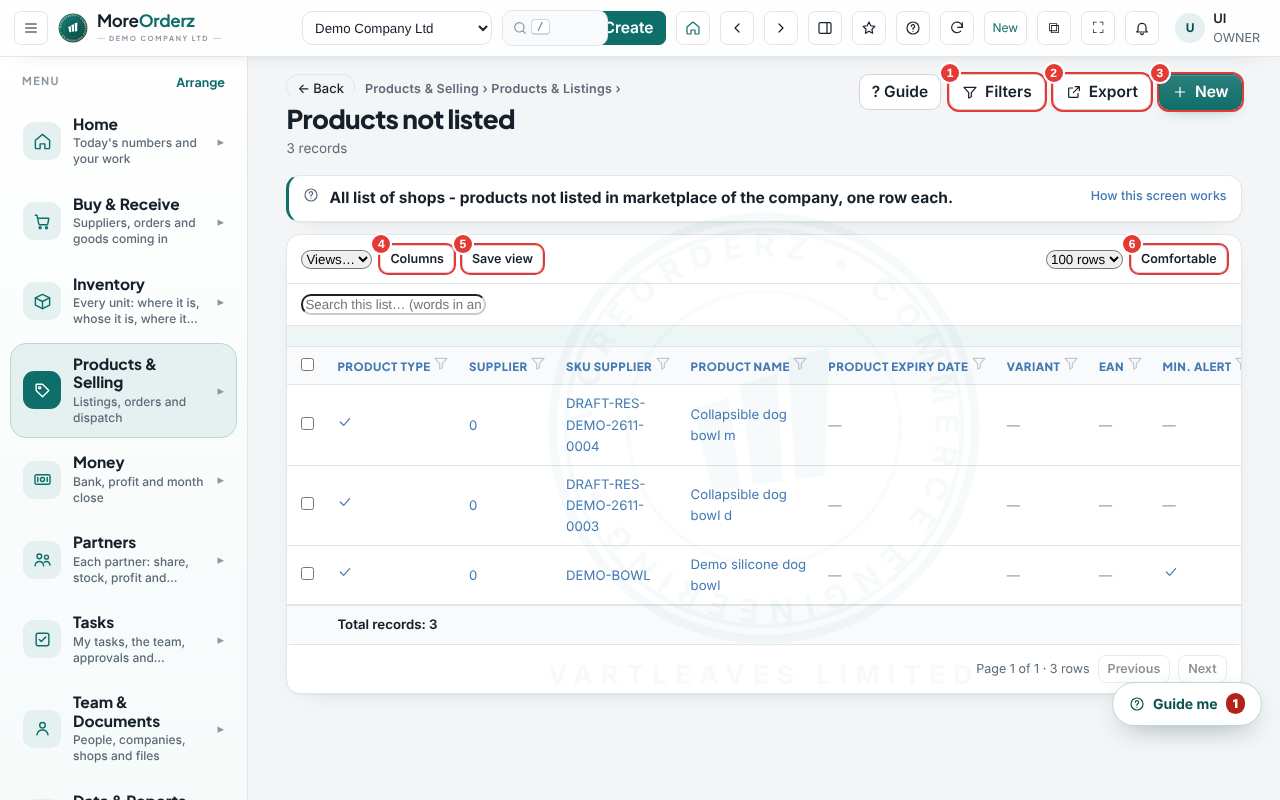 MoreOrderz
— DEMO COMPANY LTD —
Demo Company Ltd
/
Create
New
U
UI
OWNER
MENU
Arrange
Home
Today's numbers and
your work
Buy & Receive
Suppliers, orders and
goods coming in
Inventory
Every unit: where it is,
whose it is, where it…
Products &
Selling
Listings, orders and
dispatch
Money
Bank, profit and month
close
Partners
Each partner: share,
stock, profit and…
Tasks
My tasks, the team,
approvals and…
Team &
Documents
People, companies,
shops and files
Data & Reports
← Back
Products & Selling › Products & Listings ›
Products not listed
3 records
? Guide
1
Filters
2
Export
3
+ New
All list of shops - products not listed in marketplace of the company, one row each.
How this screen works
Views…
4
Columns
5
Save view
100 rows
6
Comfortable
Search this list… (words in an
PRODUCT TYPE SUPPLIER SKU SUPPLIER PRODUCT NAME PRODUCT EXPIRY DATE VARIANT EAN MIN. ALERT
0 DRAFT-RES-
DEMO-2611-
0004 Collapsible dog
bowl m — — — —
0 DRAFT-RES-
DEMO-2611-
0003 Collapsible dog
bowl d — — — —
0 DEMO-BOWL Demo silicone dog
bowl — — —
Total records: 3
Page 1 of 1 · 3 rows
Previous
Next
Guide me 1
VARTLEAVES LIMITED